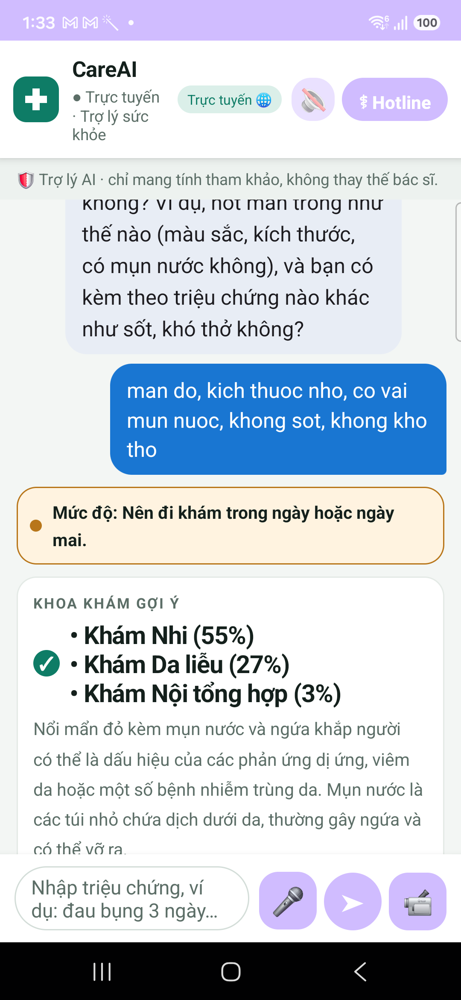 1:33
6
100
CareAI
● Trực tuyến
· Trợ lý sức
khỏe
Trực tuyến
Hotline
Trợ lý AI · chỉ mang tính tham khảo, không thay thế bác sĩ.
không? Ví dụ, nốt mẩn trông như
thế nào (màu sắc, kích thước,
có mụn nước không), và bạn có
kèm theo triệu chứng nào khác
như sốt, khó thở không?
man do, kich thuoc nho, co vai
mun nuoc, khong sot, khong kho
tho
Mức độ: Nên đi khám trong ngày hoặc ngày
mai.
KHOA KHÁM GỢI Ý
• Khám Nhi (55%)
• Khám Da liễu (27%)
• Khám Nội tổng hợp (3%)
Nổi mẩn đỏ kèm mụn nước và ngứa khắp người
có thể là dấu hiệu của các phản ứng dị ứng, viêm
da hoặc một số bệnh nhiễm trùng da. Mụn nước là
các túi nhỏ chứa dịch dưới da, thường gây ngứa và
có thể vỡ ra.
Nhập triệu chứng, ví
dụ: đau bụng 3 ngày...